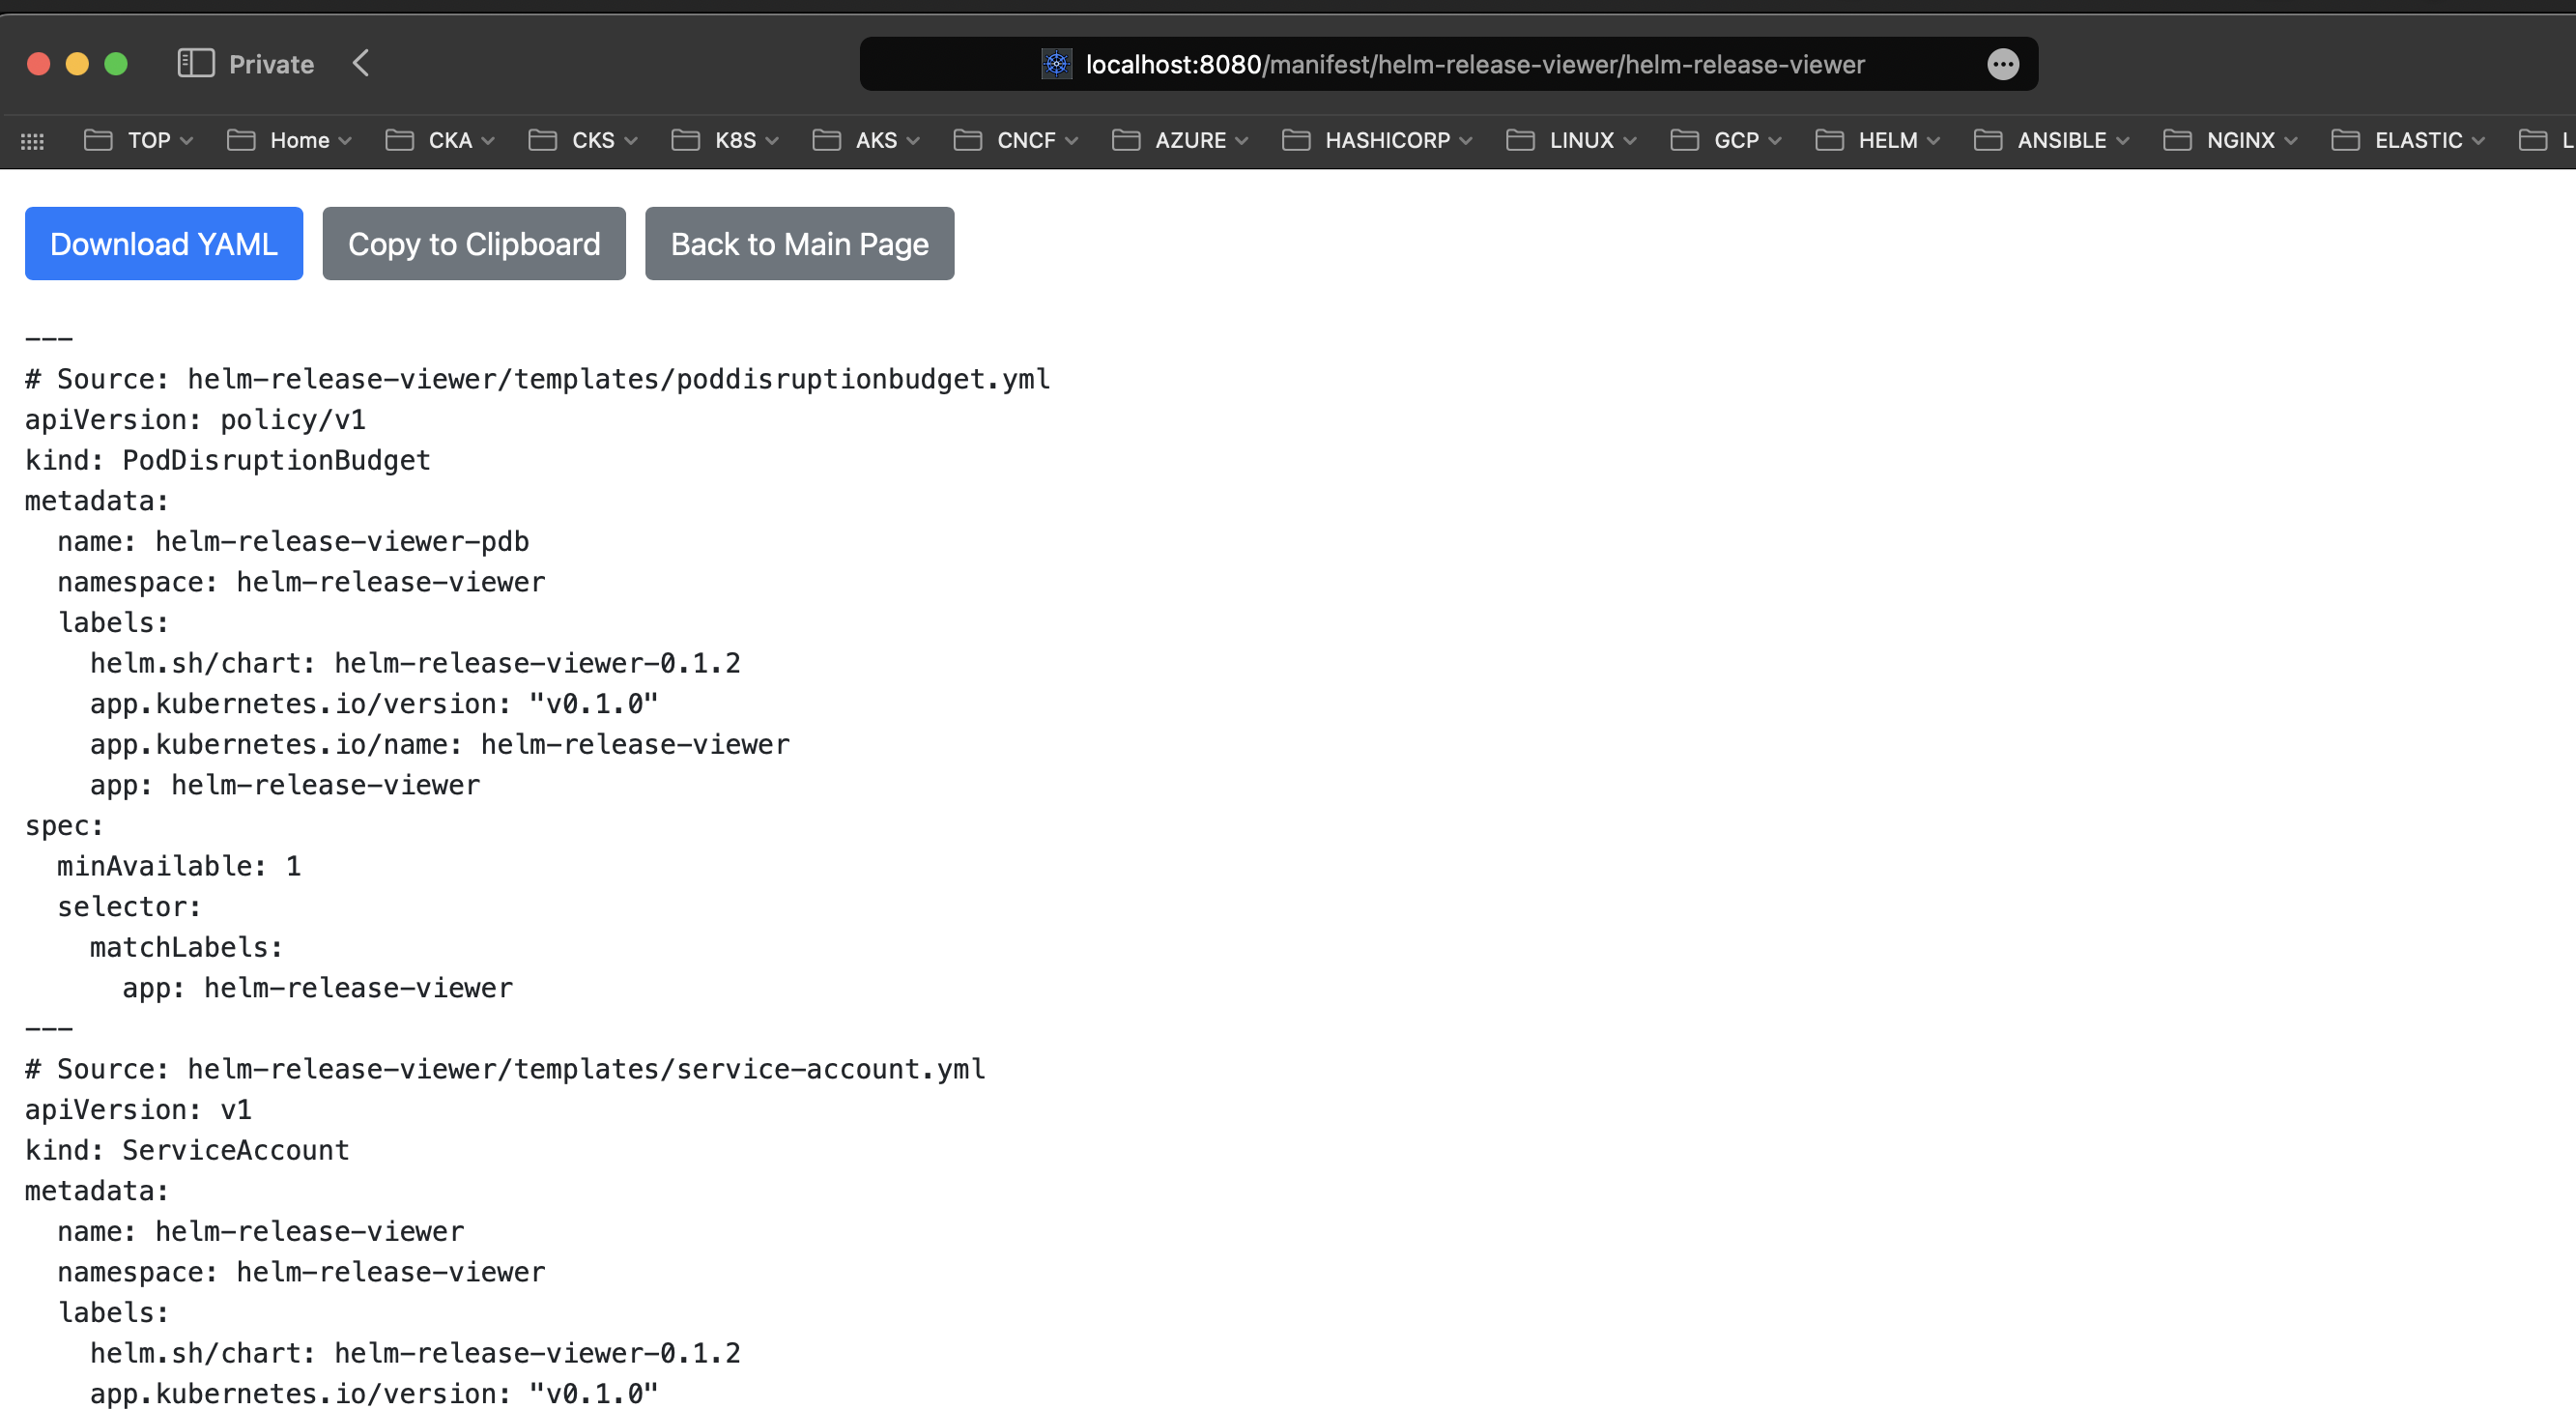 Private
localhost:8080/manifest/helm-release-viewer/helm-release-viewer
TOP Home CKA CKS K8S AKS CNCF AZURE HASHICORP LINUX GCP HELM ANSIBLE NGINX ELASTIC L
Download YAML Copy to Clipboard Back to Main Page
---
# Source: helm-release-viewer/templates/poddisruptionbudget.yml
apiVersion: policy/v1
kind: PodDisruptionBudget
metadata:
  name: helm-release-viewer-pdb
  namespace: helm-release-viewer
  labels:
    helm.sh/chart: helm-release-viewer-0.1.2
    app.kubernetes.io/version: "v0.1.0"
    app.kubernetes.io/name: helm-release-viewer
    app: helm-release-viewer
spec:
  minAvailable: 1
  selector:
    matchLabels:
      app: helm-release-viewer
---
# Source: helm-release-viewer/templates/service-account.yml
apiVersion: v1
kind: ServiceAccount
metadata:
  name: helm-release-viewer
  namespace: helm-release-viewer
  labels:
    helm.sh/chart: helm-release-viewer-0.1.2
    app.kubernetes.io/version: "v0.1.0"